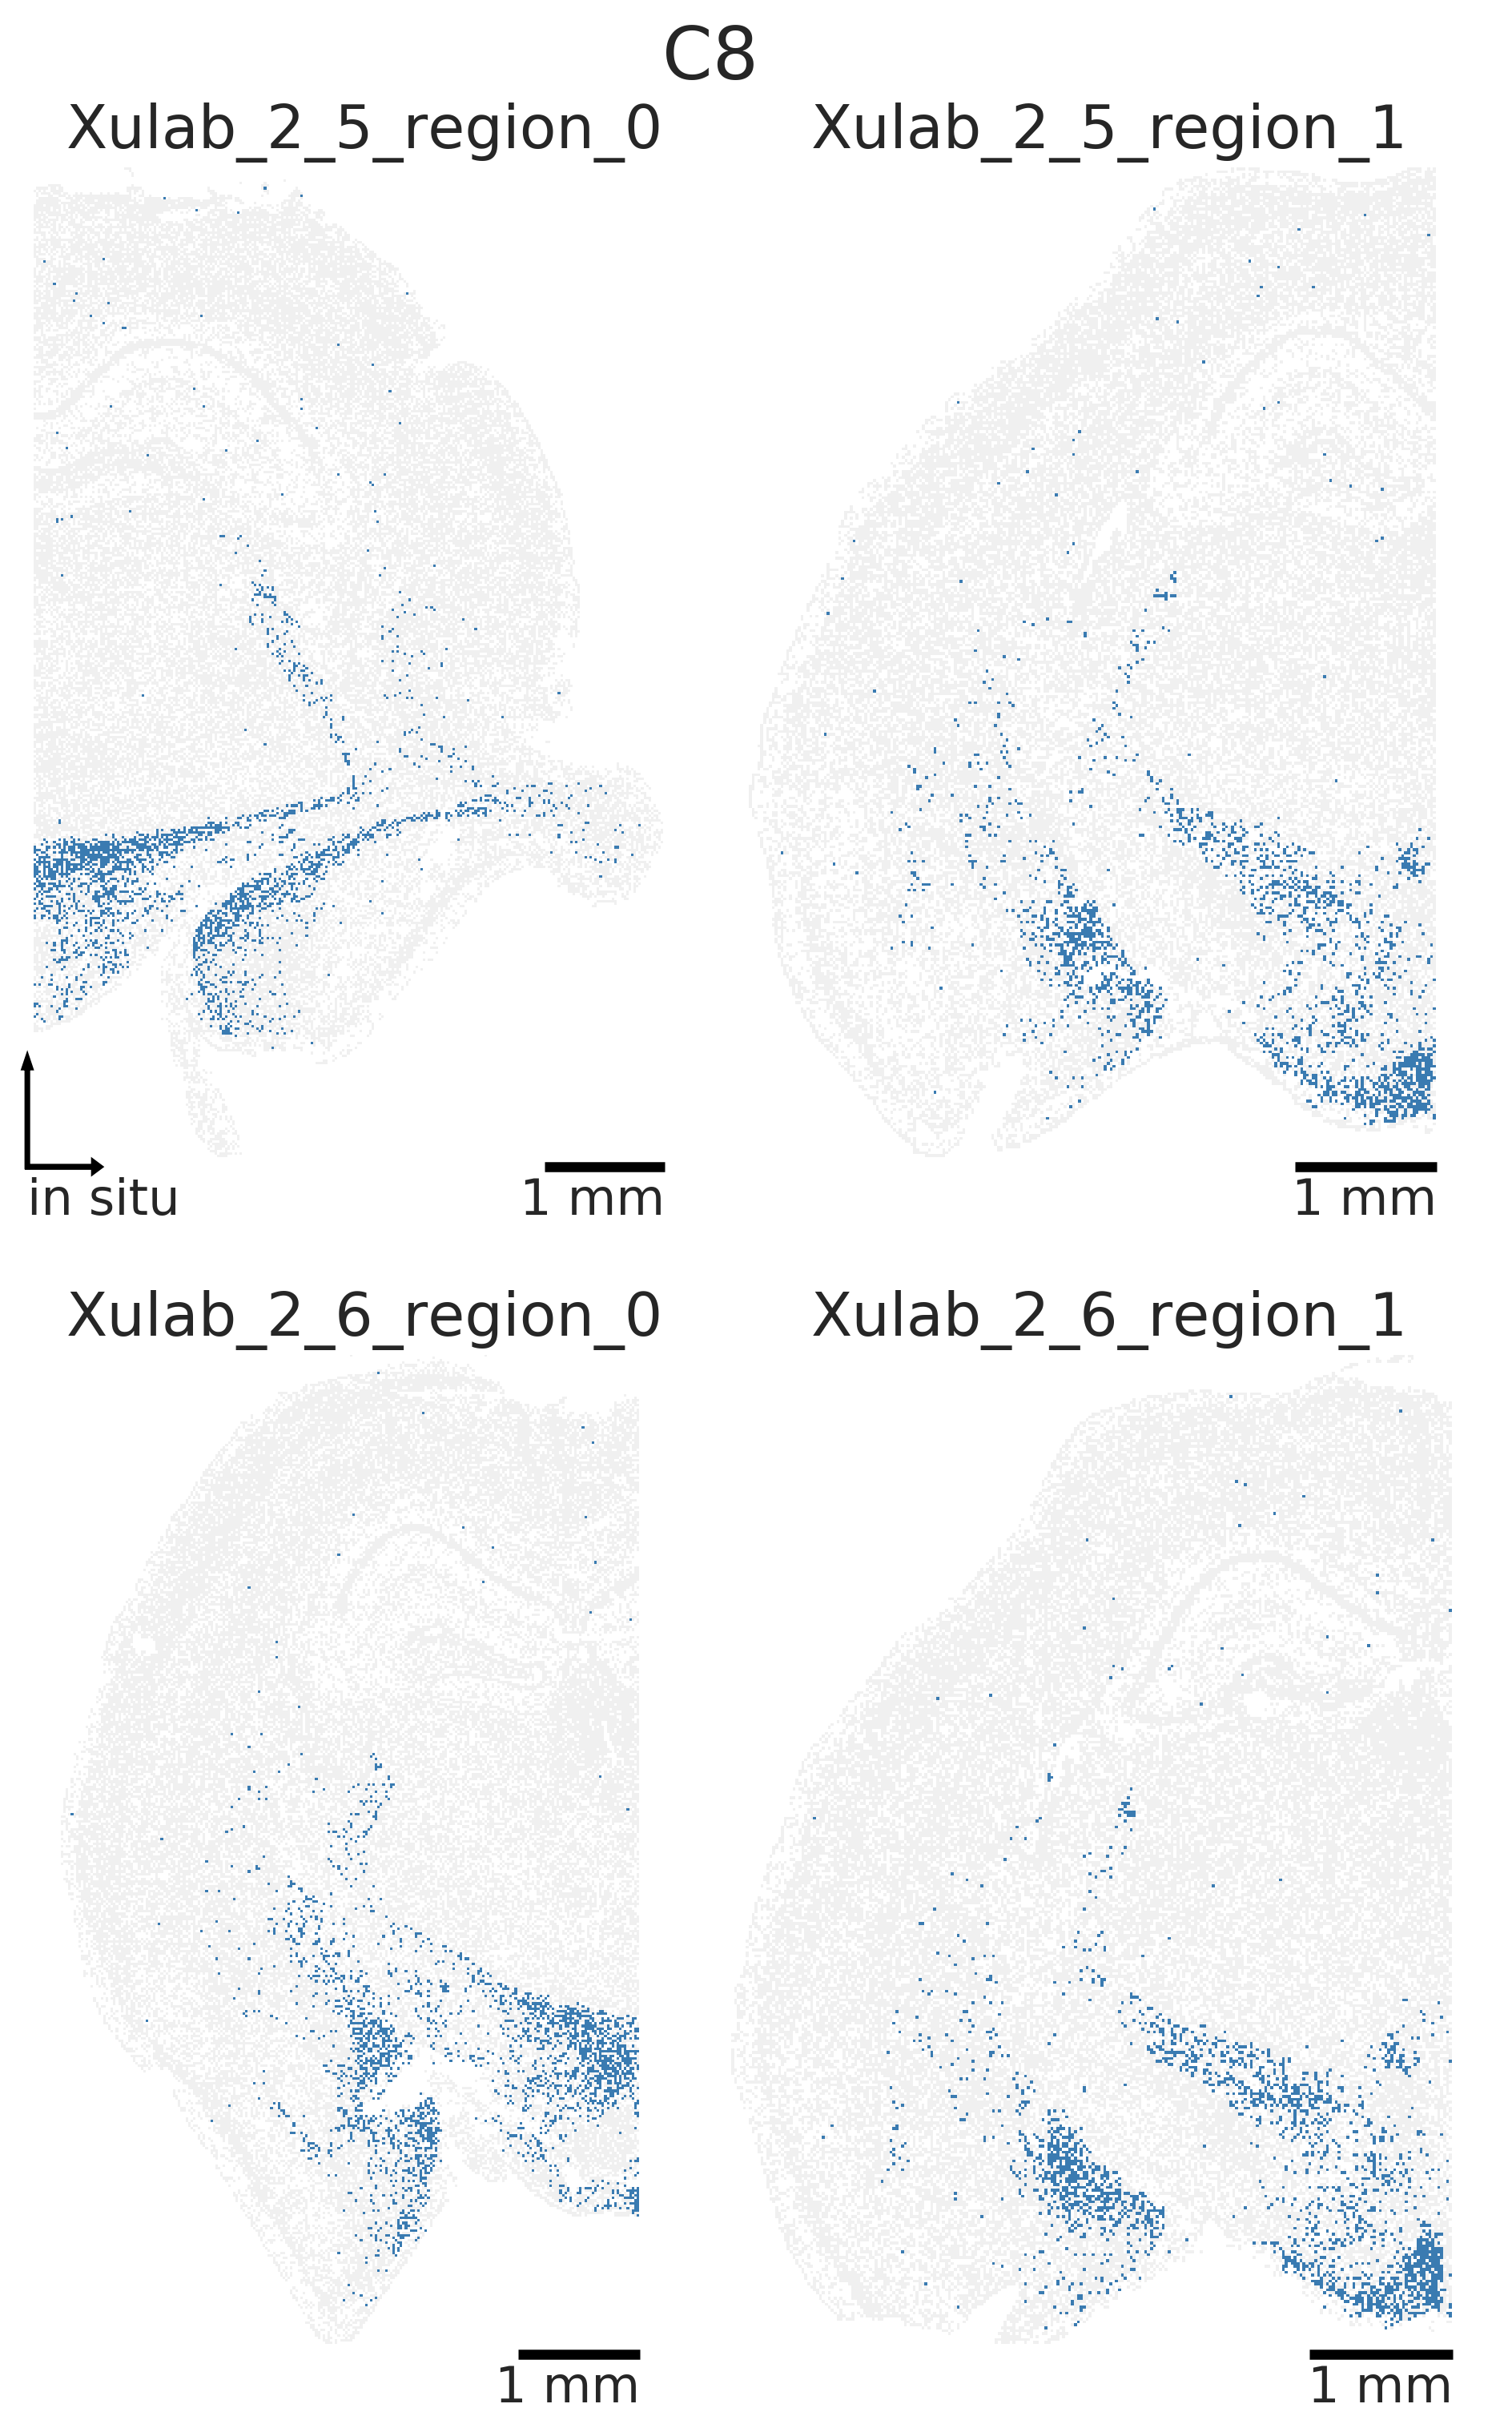 C8
Xulab_2_5_region_0
Xulab_2_5_region_1
in situ
1 mm
1 mm
Xulab_2_6_region_0
Xulab_2_6_region_1
1 mm
1 mm